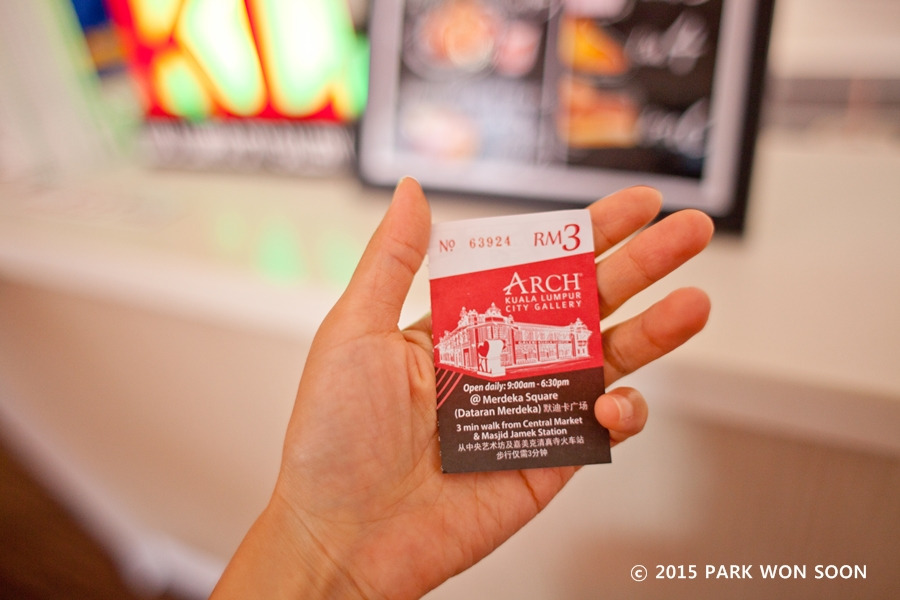 Nº 63924 RM3
ARCH
KUALA LUMPUR
CITY GALLERY
Open daily: 9:00am - 6:30pm
@ Merdeka Square
(Dataran Merdeka) 默迪卡广场
3 min walk from Central Market
& Masjid Jamek Station
从中央艺术坊及嘉美克清真寺火车站
步行仅需3分钟
© 2015 PARK WON SOON